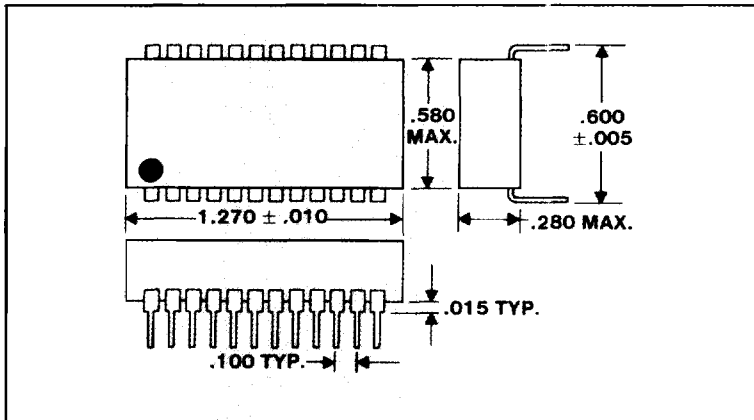 .580
MAX.
.600
±.005
1.270 ± .010
.280 MAX.
.015 TYP.
.100 TYP.